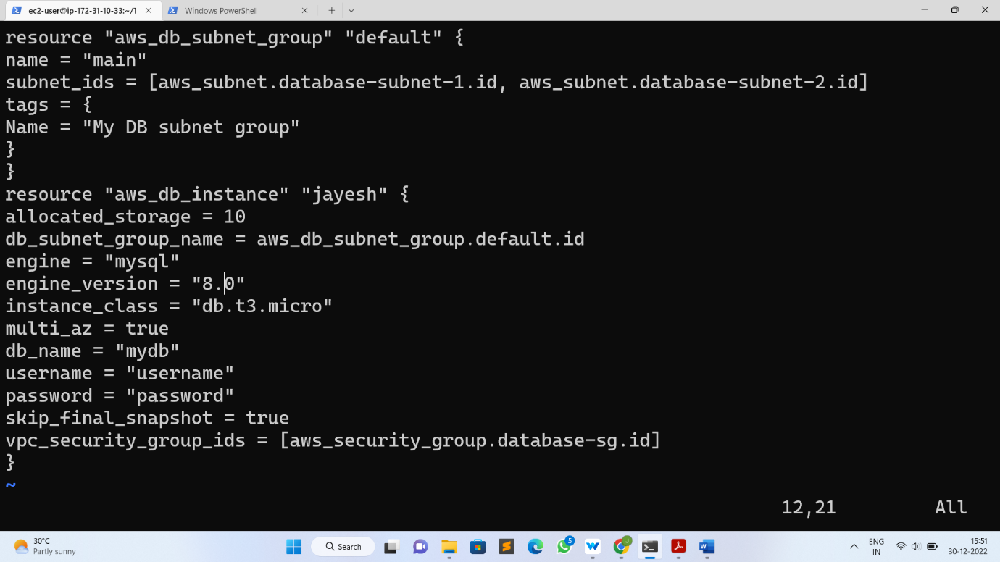 ec2-user@ip-172-31-10-33:~/1
Windows PowerShell
resource "aws_db_subnet_group" "default" {
name = "main"
subnet_ids = [aws_subnet.database-subnet-1.id, aws_subnet.database-subnet-2.id]
tags = {
Name = "My DB subnet group"
}
}
resource "aws_db_instance" "jayesh" {
allocated_storage = 10
db_subnet_group_name = aws_db_subnet_group.default.id
engine = "mysql"
engine_version = "8.0"
instance_class = "db.t3.micro"
multi_az = true
db_name = "mydb"
username = "username"
password = "password"
skip_final_snapshot = true
vpc_security_group_ids = [aws_security_group.database-sg.id]
}
~
12,21 All
30°C
Partly sunny
Search
5
J
ENG
IN
15:51
30-12-2022